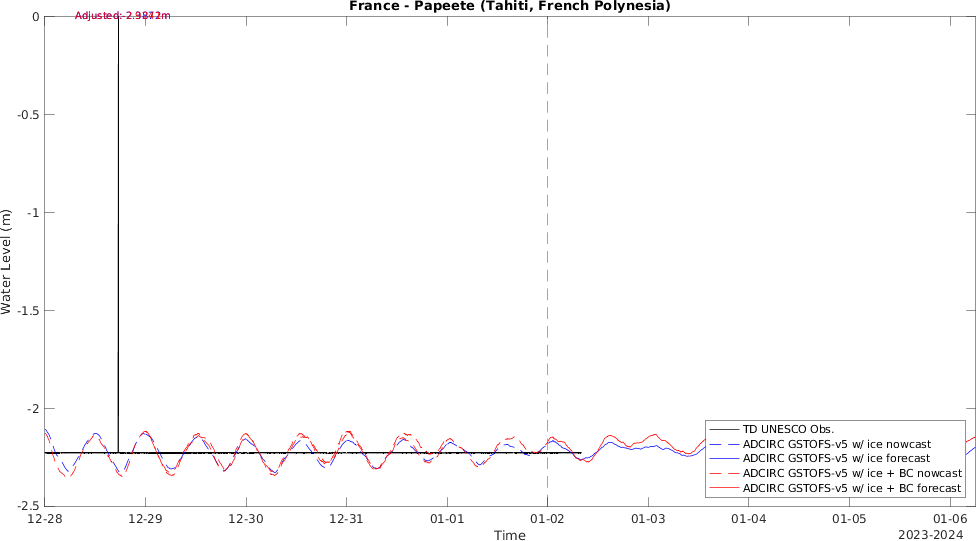 France - Papeete (Tahiti, French Polynesia)
Adjusted:
0
-0.5
-1
-1.5
-2
-2.5
Water Level (m)
TD UNESCO Obs.
ADCIRC GSTOFS-v5 w/ ice nowcast
ADCIRC GSTOFS-v5 w/ ice forecast
ADCIRC GSTOFS-v5 w/ ice + BC nowcast
ADCIRC GSTOFS-v5 w/ ice + BC forecast
12-28 12-29 12-30 12-31 01-01 01-02 01-03 01-04 01-05 01-06
Time
2023-2024